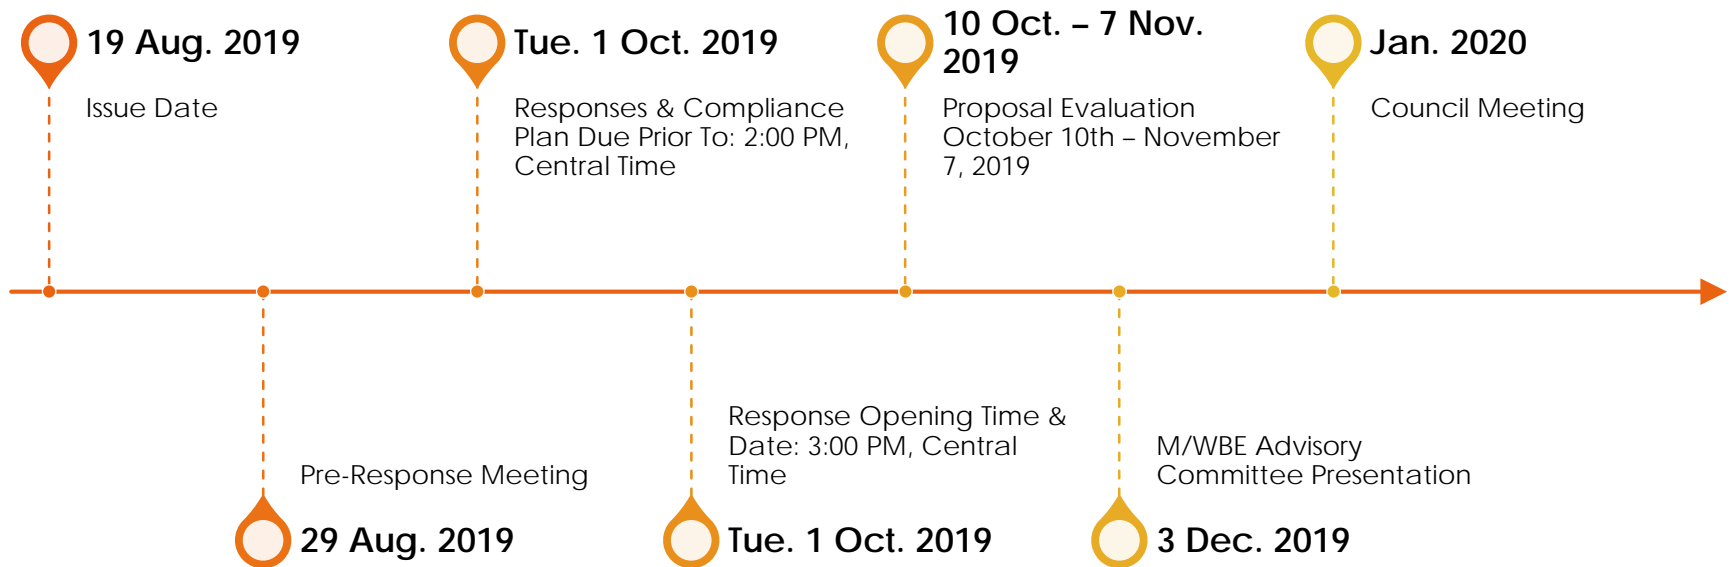 19 Aug. 2019
Issue Date
Tue. 1 Oct. 2019
Responses & Compliance
Plan Due Prior To: 2:00 PM,
Central Time
10 Oct. – 7 Nov.
2019
Proposal Evaluation
October 10th – November
7, 2019
Jan. 2020
Council Meeting
Pre-Response Meeting
29 Aug. 2019
Response Opening Time &
Date: 3:00 PM, Central
Time
Tue. 1 Oct. 2019
M/WBE Advisory
Committee Presentation
3 Dec. 2019